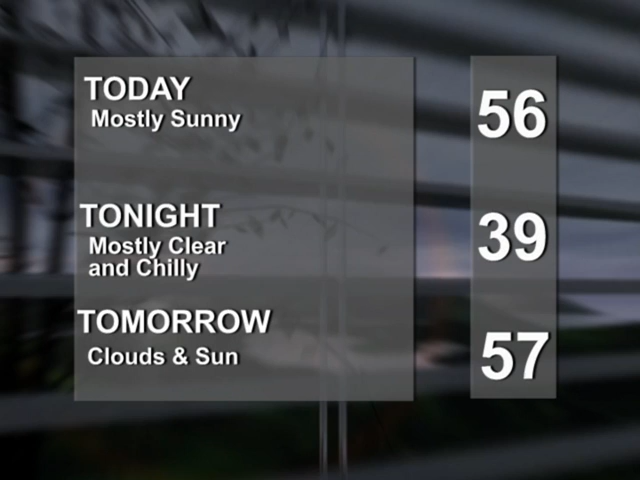 TODAY
Mostly Sunny
56
TONIGHT
Mostly Clear
and Chilly
39
TOMORROW
Clouds & Sun
57